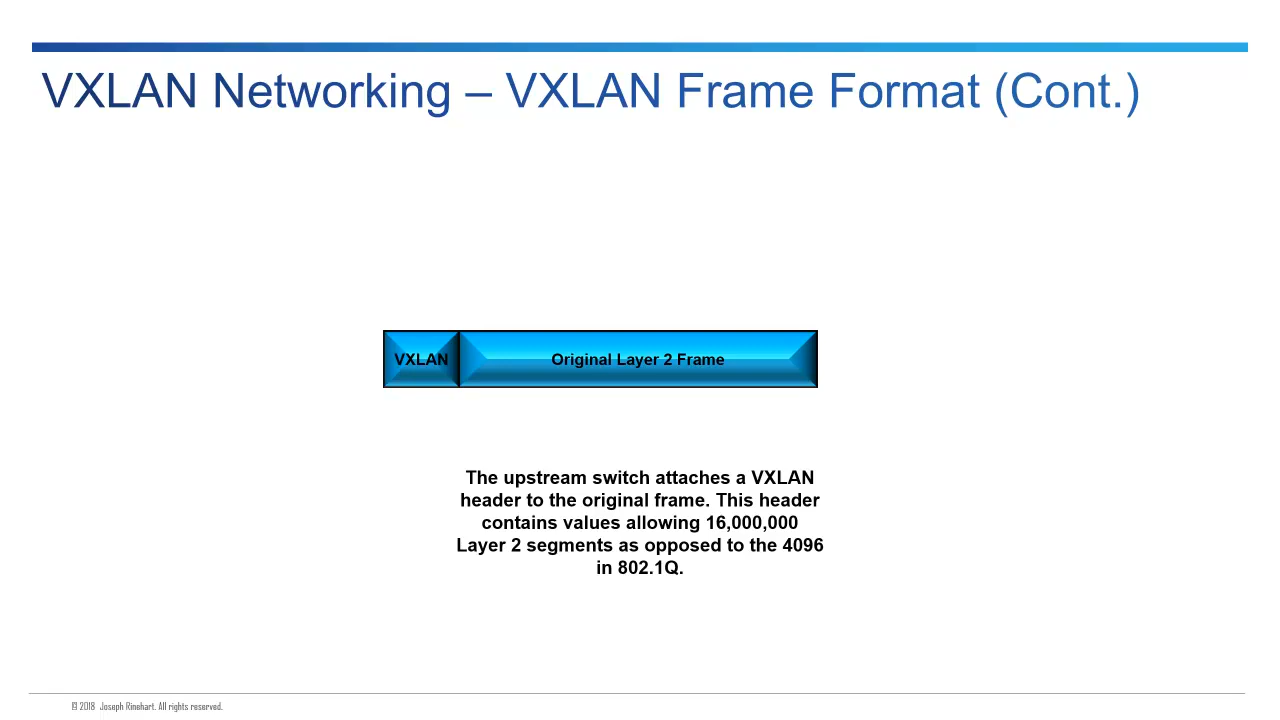 VXLAN Networking – VXLAN Frame Format (Cont.)
VXLAN
Original Layer 2 Frame
The upstream switch attaches a VXLAN
header to the original frame. This header
contains values allowing 16,000,000
Layer 2 segments as opposed to the 4096
in 802.1Q.
© 2018 Joseph Rinehart. All rights reserved.